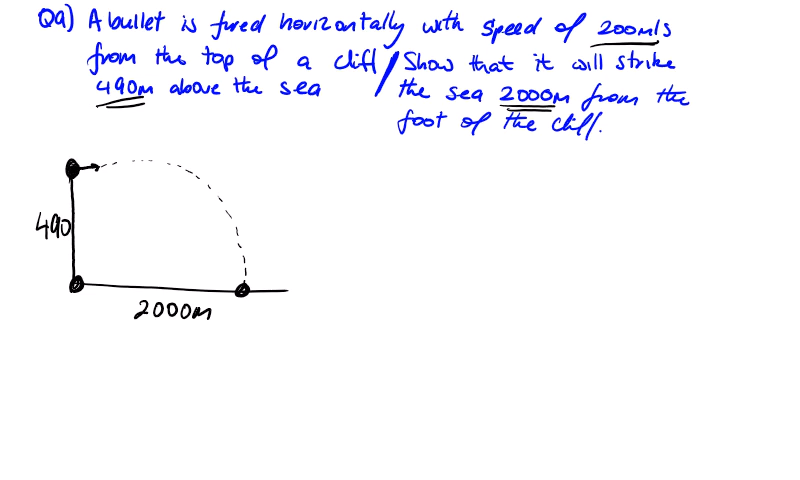 Qa) A bullet is fired horizontally with speed of 200m/s
from the top of a cliff / Show that it will strike
490m above the sea the sea 2000m from the
foot of the cliff.
490
2000m